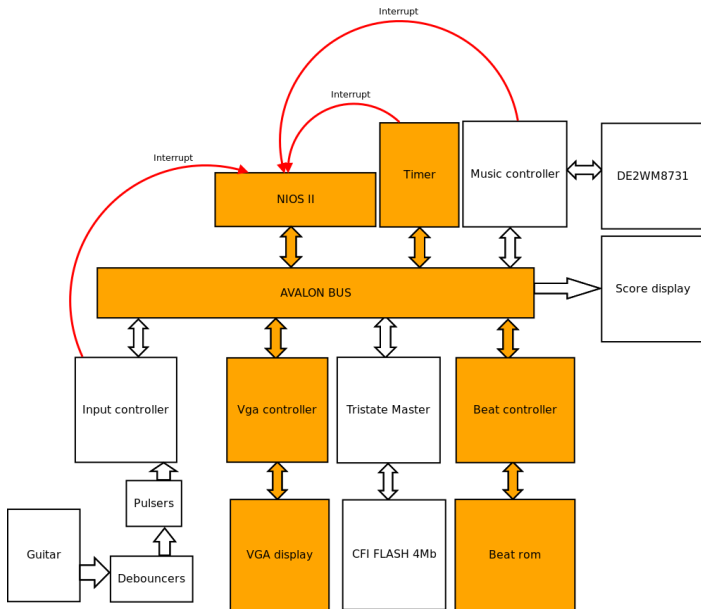 Interrupt
Interrupt
Interrupt
Timer
Music controller
DE2WM8731
NIOS II
AVALON BUS
Score display
Input controller
Vga controller
Tristate Master
Beat controller
Pulsers
Guitar
Debouncers
VGA display
CFI FLASH 4Mb
Beat rom